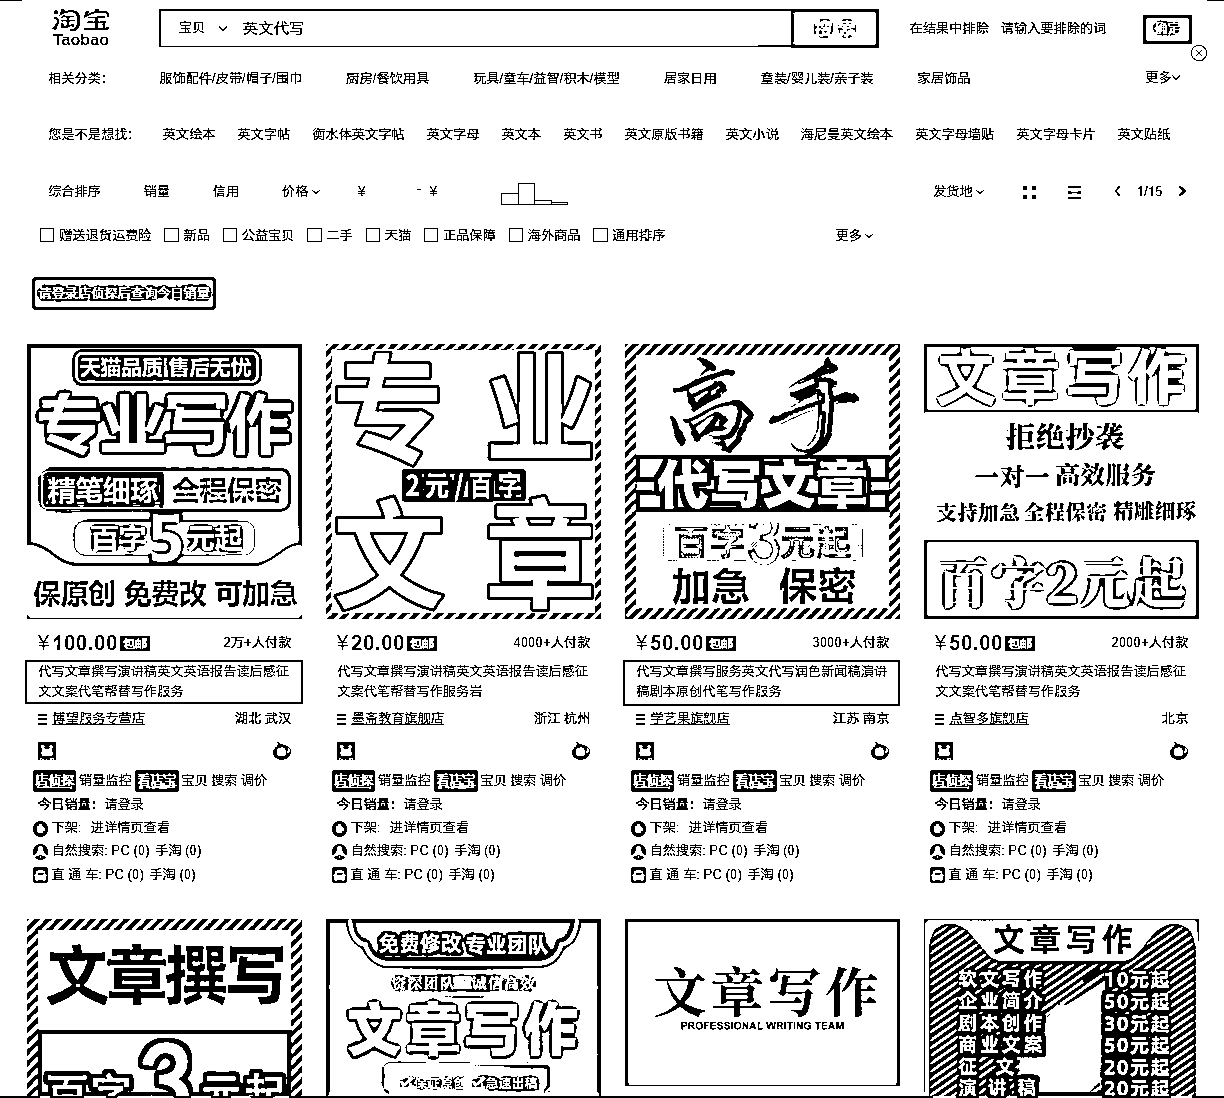 淘宝
Taobao
宝贝 英文代写 搜索 在结果中排除 请输入要排除的词 确定
相关分类: 服饰配件/皮带/帽子/围巾 厨房/餐饮用具 玩具/童车/益智/积木/模型 居家日用 童装/婴儿装/亲子装 家居饰品 更多
您是不是想找: 英文绘本 英文字帖 衡水体英文字帖 英文字母 英文本 英文书 英文原版书籍 英文小说 海尼曼英文绘本 英文字母墙贴 英文字母卡片 英文贴纸
综合排序 销量 信用 价格 ¥ - ¥ 发货地 1/15
赠送退货运费险 新品 公益宝贝 二手 天猫 正品保障 海外商品 通用排序 更多
请登录店侦探后查询今日销量
天猫品质售后无忧
专业写作
精笔细琢 全程保密
百字5元起
保原创 免费改 可加急
专业
2元/百字
文章
高手
代写文章
百字3元起
加急 保密
文章写作
拒绝抄袭
一对一 高效服务
支持加急 全程保密 精雕细琢
百字2元起
¥100.00 包邮 2万+人付款
代写文章撰写演讲稿英文英语报告读后感征
文文案代笔帮替写作服务
博望服务专营店 湖北 武汉
¥20.00 包邮 4000+人付款
代写文章撰写演讲稿英文英语报告读后感征
文文案代笔帮替写作服务岩
墨斋教育旗舰店 浙江 杭州
¥50.00 包邮 3000+人付款
代写文章撰写服务英文代写润色新闻稿演讲
稿剧本原创代笔写作服务
学艺果旗舰店 江苏 南京
¥50.00 包邮 2000+人付款
代写文章撰写演讲稿英文英语报告读后感征
文文案代笔帮替写作服务
点智多旗舰店 北京
店侦探 销量监控 看店宝 宝贝 搜索 调价
今日销量: 请登录
下架: 进详情页查看
自然搜索: PC (0) 手淘 (0)
直 通 车: PC (0) 手淘 (0)
店侦探 销量监控 看店宝 宝贝 搜索 调价
今日销量: 请登录
下架: 进详情页查看
自然搜索: PC (0) 手淘 (0)
直 通 车: PC (0) 手淘 (0)
店侦探 销量监控 看店宝 宝贝 搜索 调价
今日销量: 请登录
下架: 进详情页查看
自然搜索: PC (0) 手淘 (0)
直 通 车: PC (0) 手淘 (0)
店侦探 销量监控 看店宝 宝贝 搜索 调价
今日销量: 请登录
下架: 进详情页查看
自然搜索: PC (0) 手淘 (0)
直 通 车: PC (0) 手淘 (0)
文章撰写
百字3元起
免费修改 专业团队
资深团队 诚信高效
文章写作
保证原创 急速出稿
文章写作
PROFESSIONAL WRITING TEAM
文章写作
软文写作 10元起
企业简介 50元起
剧本创作 30元起
商业文案 50元起
征文 20元起
演讲稿 20元起